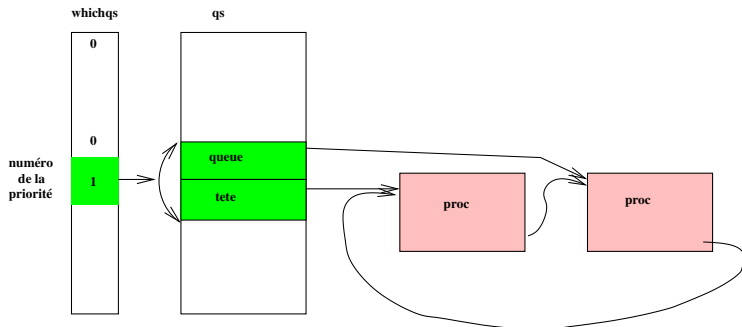 whichqs
qs
0
0
numéro
de la
priorité
1
queue
tete
proc
proc